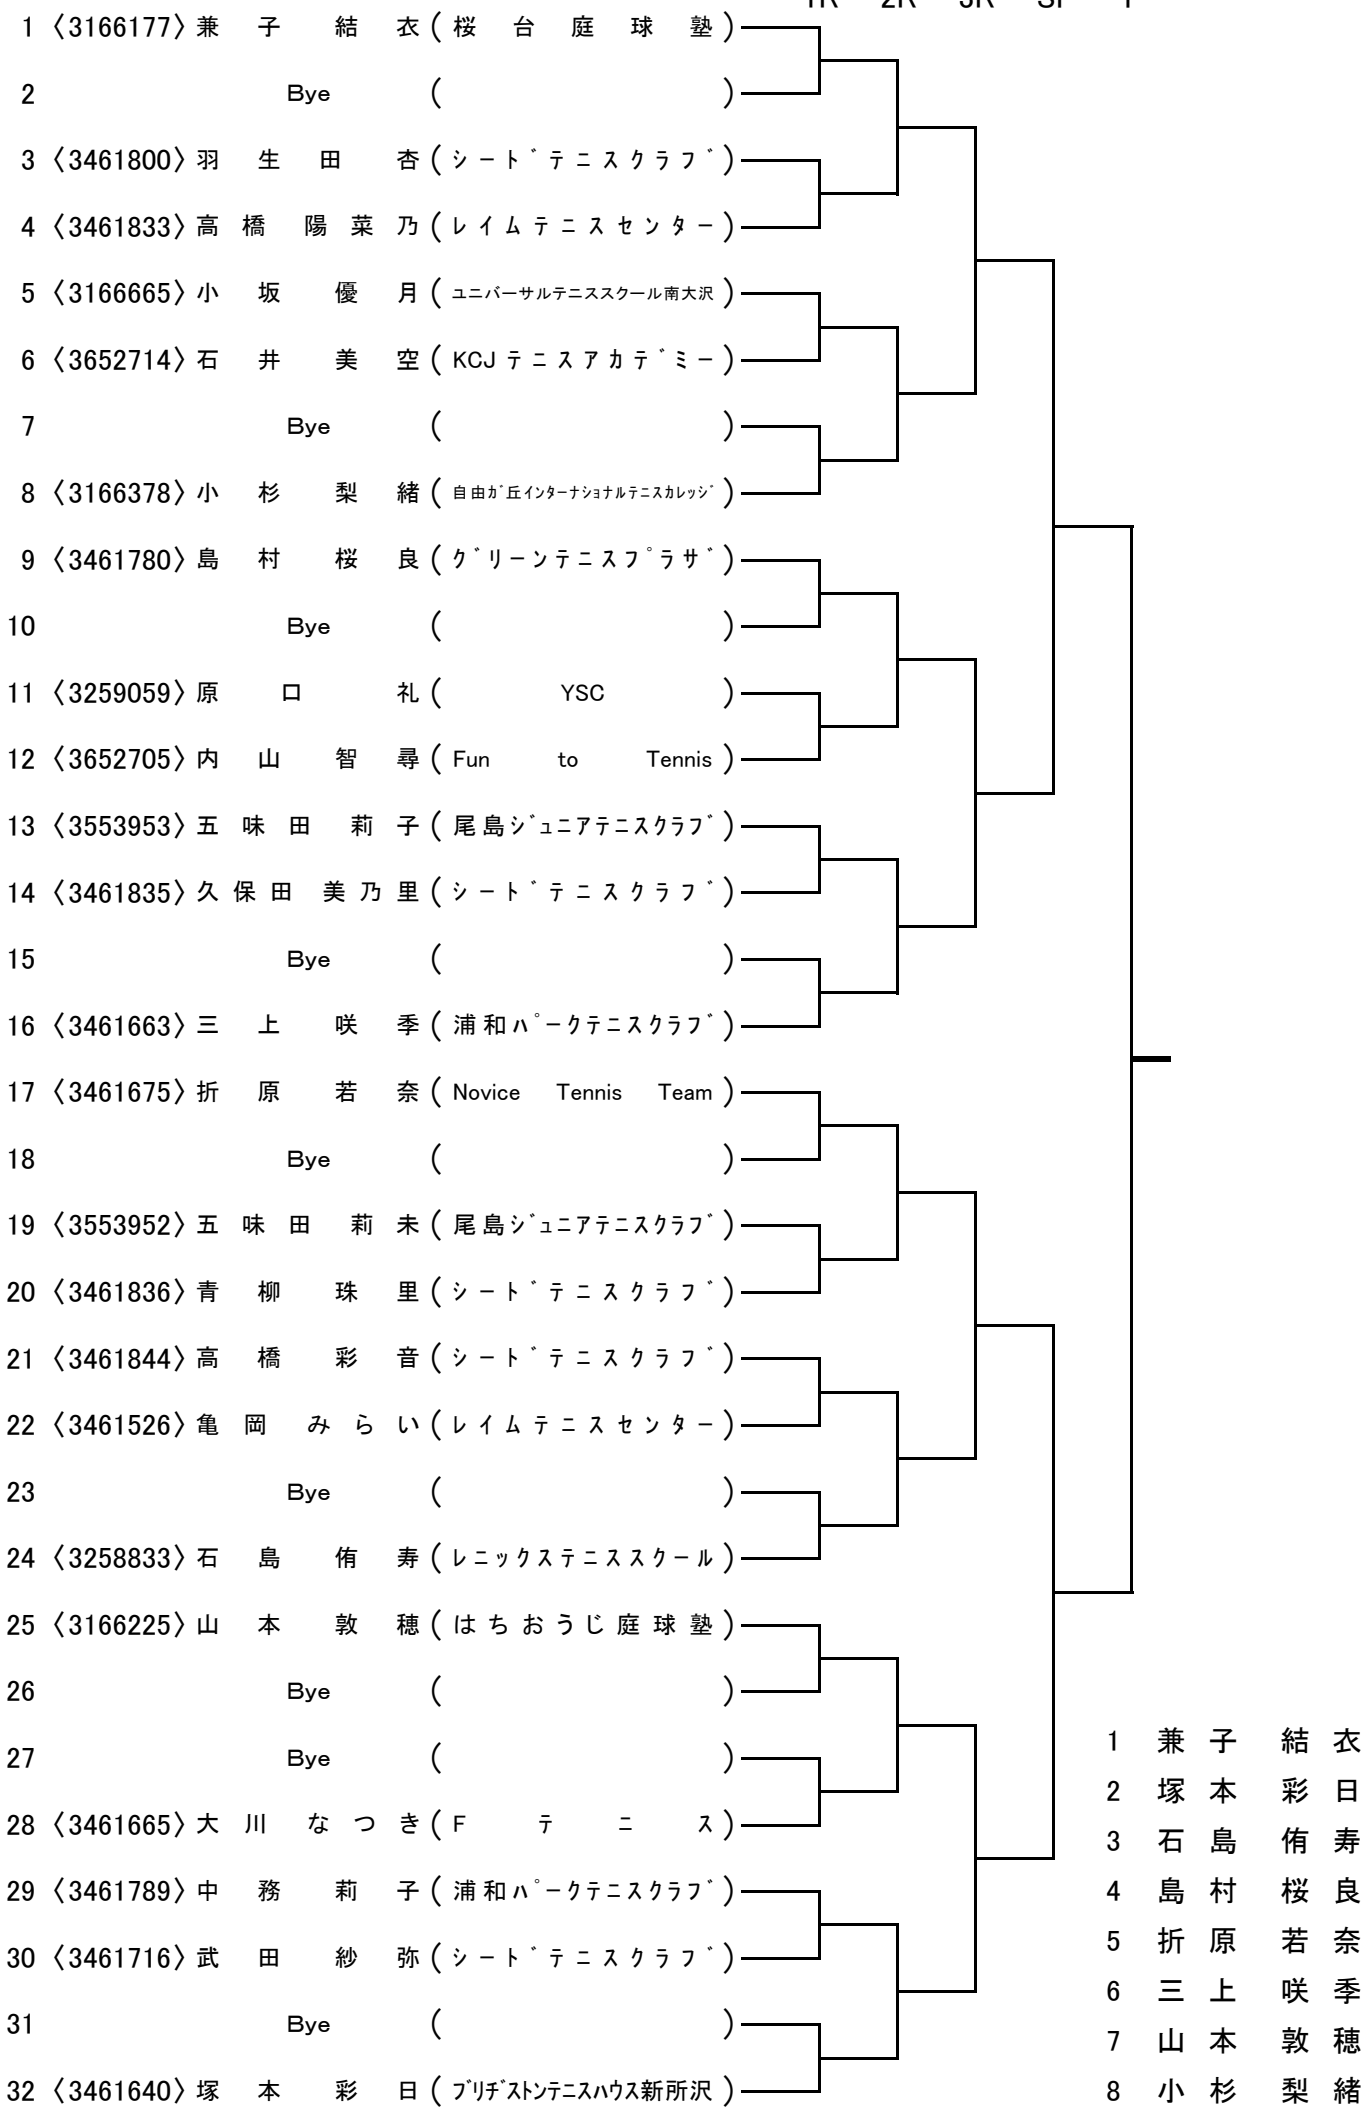 1R 2R 3R SF F
1 〈3166177〉 兼子 結衣 ( 桜台庭球塾 )
2 Bye ( )
3 〈3461800〉 羽生田 杏 ( シート゛テニスクラフ゛ )
4 〈3461833〉 高橋 陽菜乃 ( レイムテニスセンター )
5 〈3166665〉 小坂 優月 ( ユニバーサルテニススクール南大沢 )
6 〈3652714〉 石井 美空 ( KCJテニスアカテ゛ミー )
7 Bye ( )
8 〈3166378〉 小杉 梨緒 ( 自由カ゛丘インターナショナルテニスカレッシ゛ )
9 〈3461780〉 島村 桜良 ( ク゛リーンテニスフ゜ラサ゛ )
10 Bye ( )
11 〈3259059〉 原口 礼 ( YSC )
12 〈3652705〉 内山 智尋 ( Fun to Tennis )
13 〈3553953〉 五味田 莉子 ( 尾島シ゛ュニアテニスクラフ゛ )
14 〈3461835〉 久保田 美乃里 ( シート゛テニスクラフ゛ )
15 Bye ( )
16 〈3461663〉 三上 咲季 ( 浦和ハ゜ークテニスクラフ゛ )
17 〈3461675〉 折原 若奈 ( Novice Tennis Team )
18 Bye ( )
19 〈3553952〉 五味田 莉未 ( 尾島シ゛ュニアテニスクラフ゛ )
20 〈3461836〉 青柳 珠里 ( シート゛テニスクラフ゛ )
21 〈3461844〉 高橋 彩音 ( シート゛テニスクラフ゛ )
22 〈3461526〉 亀岡 みらい ( レイムテニスセンター )
23 Bye ( )
24 〈3258833〉 石島 侑寿 ( レニックステニススクール )
25 〈3166225〉 山本 敦穂 ( はちおうじ庭球塾 )
26 Bye ( )
27 Bye ( )
28 〈3461665〉 大川 なつき ( Fテニス )
29 〈3461789〉 中務 莉子 ( 浦和ハ゜ークテニスクラフ゛ )
30 〈3461716〉 武田 紗弥 ( シート゛テニスクラフ゛ )
31 Bye ( )
32 〈3461640〉 塚本 彩日 ( フ゛リチ゛ストンテニスハウス新所沢 )
1 兼子 結衣
2 塚本 彩日
3 石島 侑寿
4 島村 桜良
5 折原 若奈
6 三上 咲季
7 山本 敦穂
8 小杉 梨緒